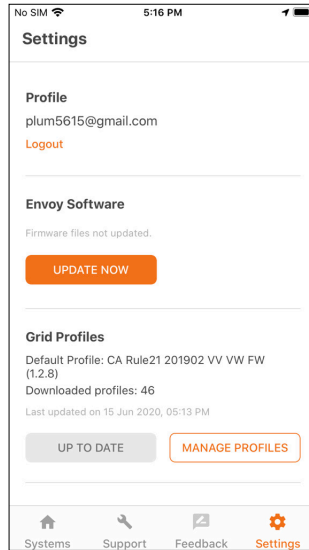 No SIM 5:16 PM
Settings
Profile
plum5615@gmail.com
Logout
Envoy Software
Firmware files not updated.
UPDATE NOW
Grid Profiles
Default Profile: CA Rule21 201902 VV VW FW
(1.2.8)
Downloaded profiles: 46
Last updated on 15 Jun 2020, 05:13 PM
UP TO DATE MANAGE PROFILES
Systems Support Feedback Settings